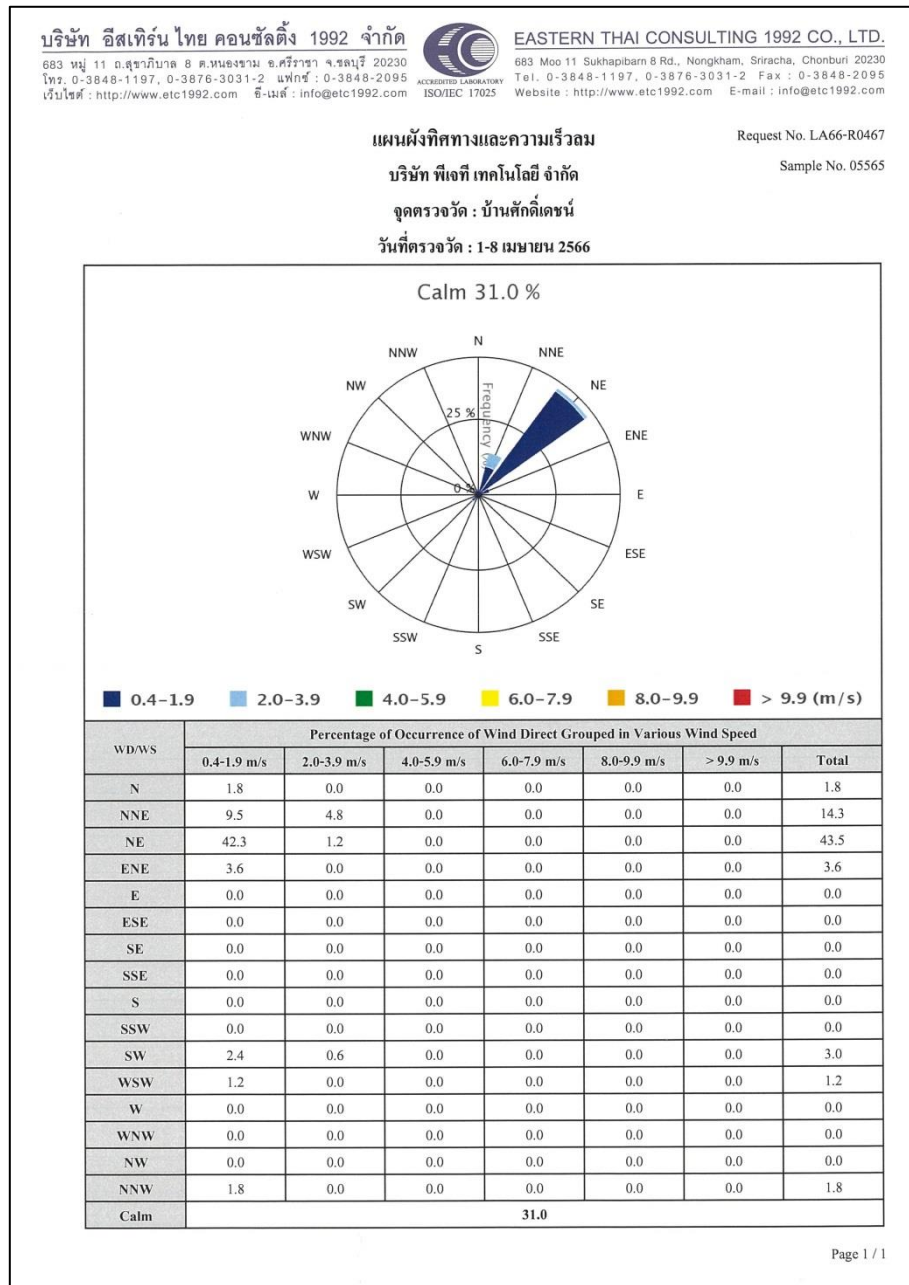 บริษัท อีสเทิร์น ไทย คอนซัลติ้ง 1992 จำกัด
683 หมู่ 11 ถ.สุขาภิบาล 8 ต.หนองขาม อ.ศรีราชา จ.ชลบุรี 20230
โทร. 0-3848-1197, 0-3876-3031-2 แฟกซ์ : 0-3848-2095
เว็บไซต์ : http://www.etc1992.com อี-เมล์ : info@etc1992.com
ACCREDITED LABORATORY
ISO/IEC 17025
EASTERN THAI CONSULTING 1992 CO., LTD.
683 Moo 11 Sukhapibarn 8 Rd., Nongkham, Sriracha, Chonburi 20230
Tel. 0-3848-1197, 0-3876-3031-2 Fax : 0-3848-2095
Website : http://www.etc1992.com E-mail : info@etc1992.com
แผนผังทิศทางและความเร็วลม
Request No. LA66-R0467
บริษัท พีเจที เทคโนโลยี จำกัด
Sample No. 05565
จุดตรวจวัด : บ้านศักดิ์เดชน์
วันที่ตรวจวัด : 1-8 เมษายน 2566
Calm 31.0 %
N
NNW NNE
NW NE
Frequency
25 %
WNW ENE
0 %
W E
WSW ESE
SW SE
SSW SSE
S
0.4-1.9 2.0-3.9 4.0-5.9 6.0-7.9 8.0-9.9 > 9.9 (m/s)
WD/WS Percentage of Occurrence of Wind Direct Grouped in Various Wind Speed
0.4-1.9 m/s 2.0-3.9 m/s 4.0-5.9 m/s 6.0-7.9 m/s 8.0-9.9 m/s > 9.9 m/s Total
N 1.8 0.0 0.0 0.0 0.0 0.0 1.8
NNE 9.5 4.8 0.0 0.0 0.0 0.0 14.3
NE 42.3 1.2 0.0 0.0 0.0 0.0 43.5
ENE 3.6 0.0 0.0 0.0 0.0 0.0 3.6
E 0.0 0.0 0.0 0.0 0.0 0.0 0.0
ESE 0.0 0.0 0.0 0.0 0.0 0.0 0.0
SE 0.0 0.0 0.0 0.0 0.0 0.0 0.0
SSE 0.0 0.0 0.0 0.0 0.0 0.0 0.0
S 0.0 0.0 0.0 0.0 0.0 0.0 0.0
SSW 0.0 0.0 0.0 0.0 0.0 0.0 0.0
SW 2.4 0.6 0.0 0.0 0.0 0.0 3.0
WSW 1.2 0.0 0.0 0.0 0.0 0.0 1.2
W 0.0 0.0 0.0 0.0 0.0 0.0 0.0
WNW 0.0 0.0 0.0 0.0 0.0 0.0 0.0
NW 0.0 0.0 0.0 0.0 0.0 0.0 0.0
NNW 1.8 0.0 0.0 0.0 0.0 0.0 1.8
Calm 31.0
Page 1 / 1